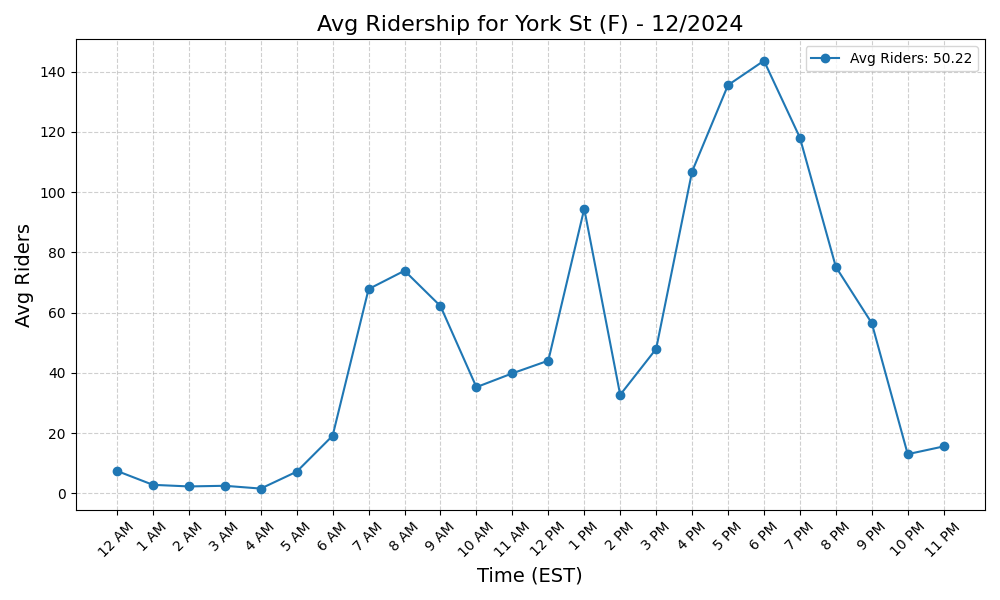 Avg Ridership for York St (F) - 12/2024
Avg Riders: 50.22
Avg Riders
140
120
100
80
60
40
20
0
12 AM
1 AM
2 AM
3 AM
4 AM
5 AM
6 AM
7 AM
8 AM
9 AM
10 AM
11 AM
12 PM
1 PM
2 PM
3 PM
4 PM
5 PM
6 PM
7 PM
8 PM
9 PM
10 PM
11 PM
Time (EST)